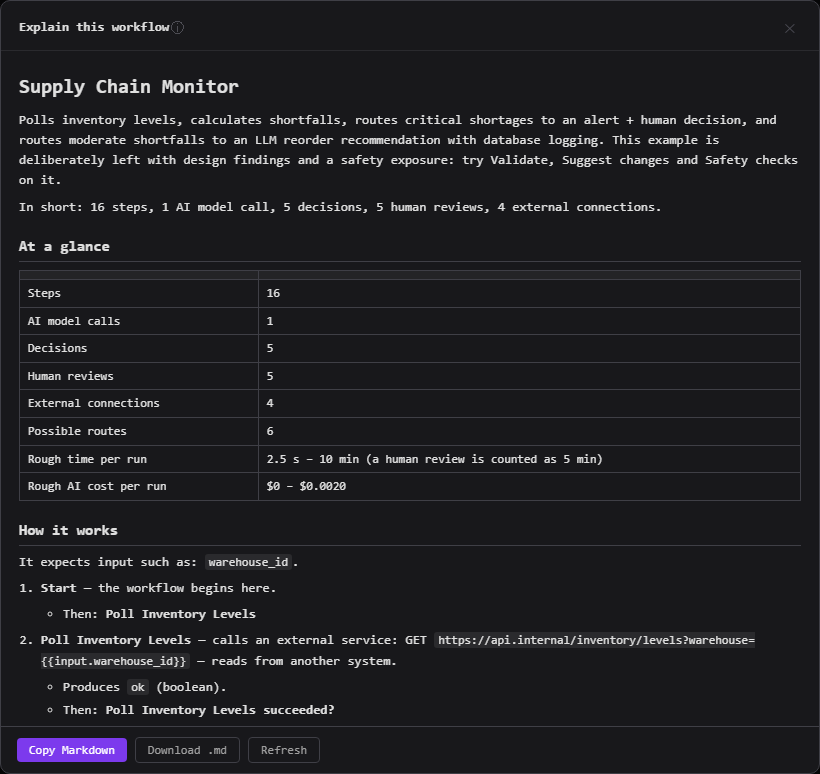 Explain this workflow ⓘ
Supply Chain Monitor
Polls inventory levels, calculates shortfalls, routes critical shortages to an alert + human decision, and
routes moderate shortfalls to an LLM reorder recommendation with database logging. This example is
deliberately left with design findings and a safety exposure: try Validate, Suggest changes and Safety checks
on it.
In short: 16 steps, 1 AI model call, 5 decisions, 5 human reviews, 4 external connections.
At a glance
Steps 16
AI model calls 1
Decisions 5
Human reviews 5
External connections 4
Possible routes 6
Rough time per run 2.5 s – 10 min (a human review is counted as 5 min)
Rough AI cost per run $0 – $0.0020
How it works
It expects input such as: warehouse_id.
1. Start — the workflow begins here.
Then: Poll Inventory Levels
2. Poll Inventory Levels — calls an external service: GET https://api.internal/inventory/levels?warehouse=
{{input.warehouse_id}} — reads from another system.
Produces ok (boolean).
Then: Poll Inventory Levels succeeded?
Copy Markdown Download .md Refresh